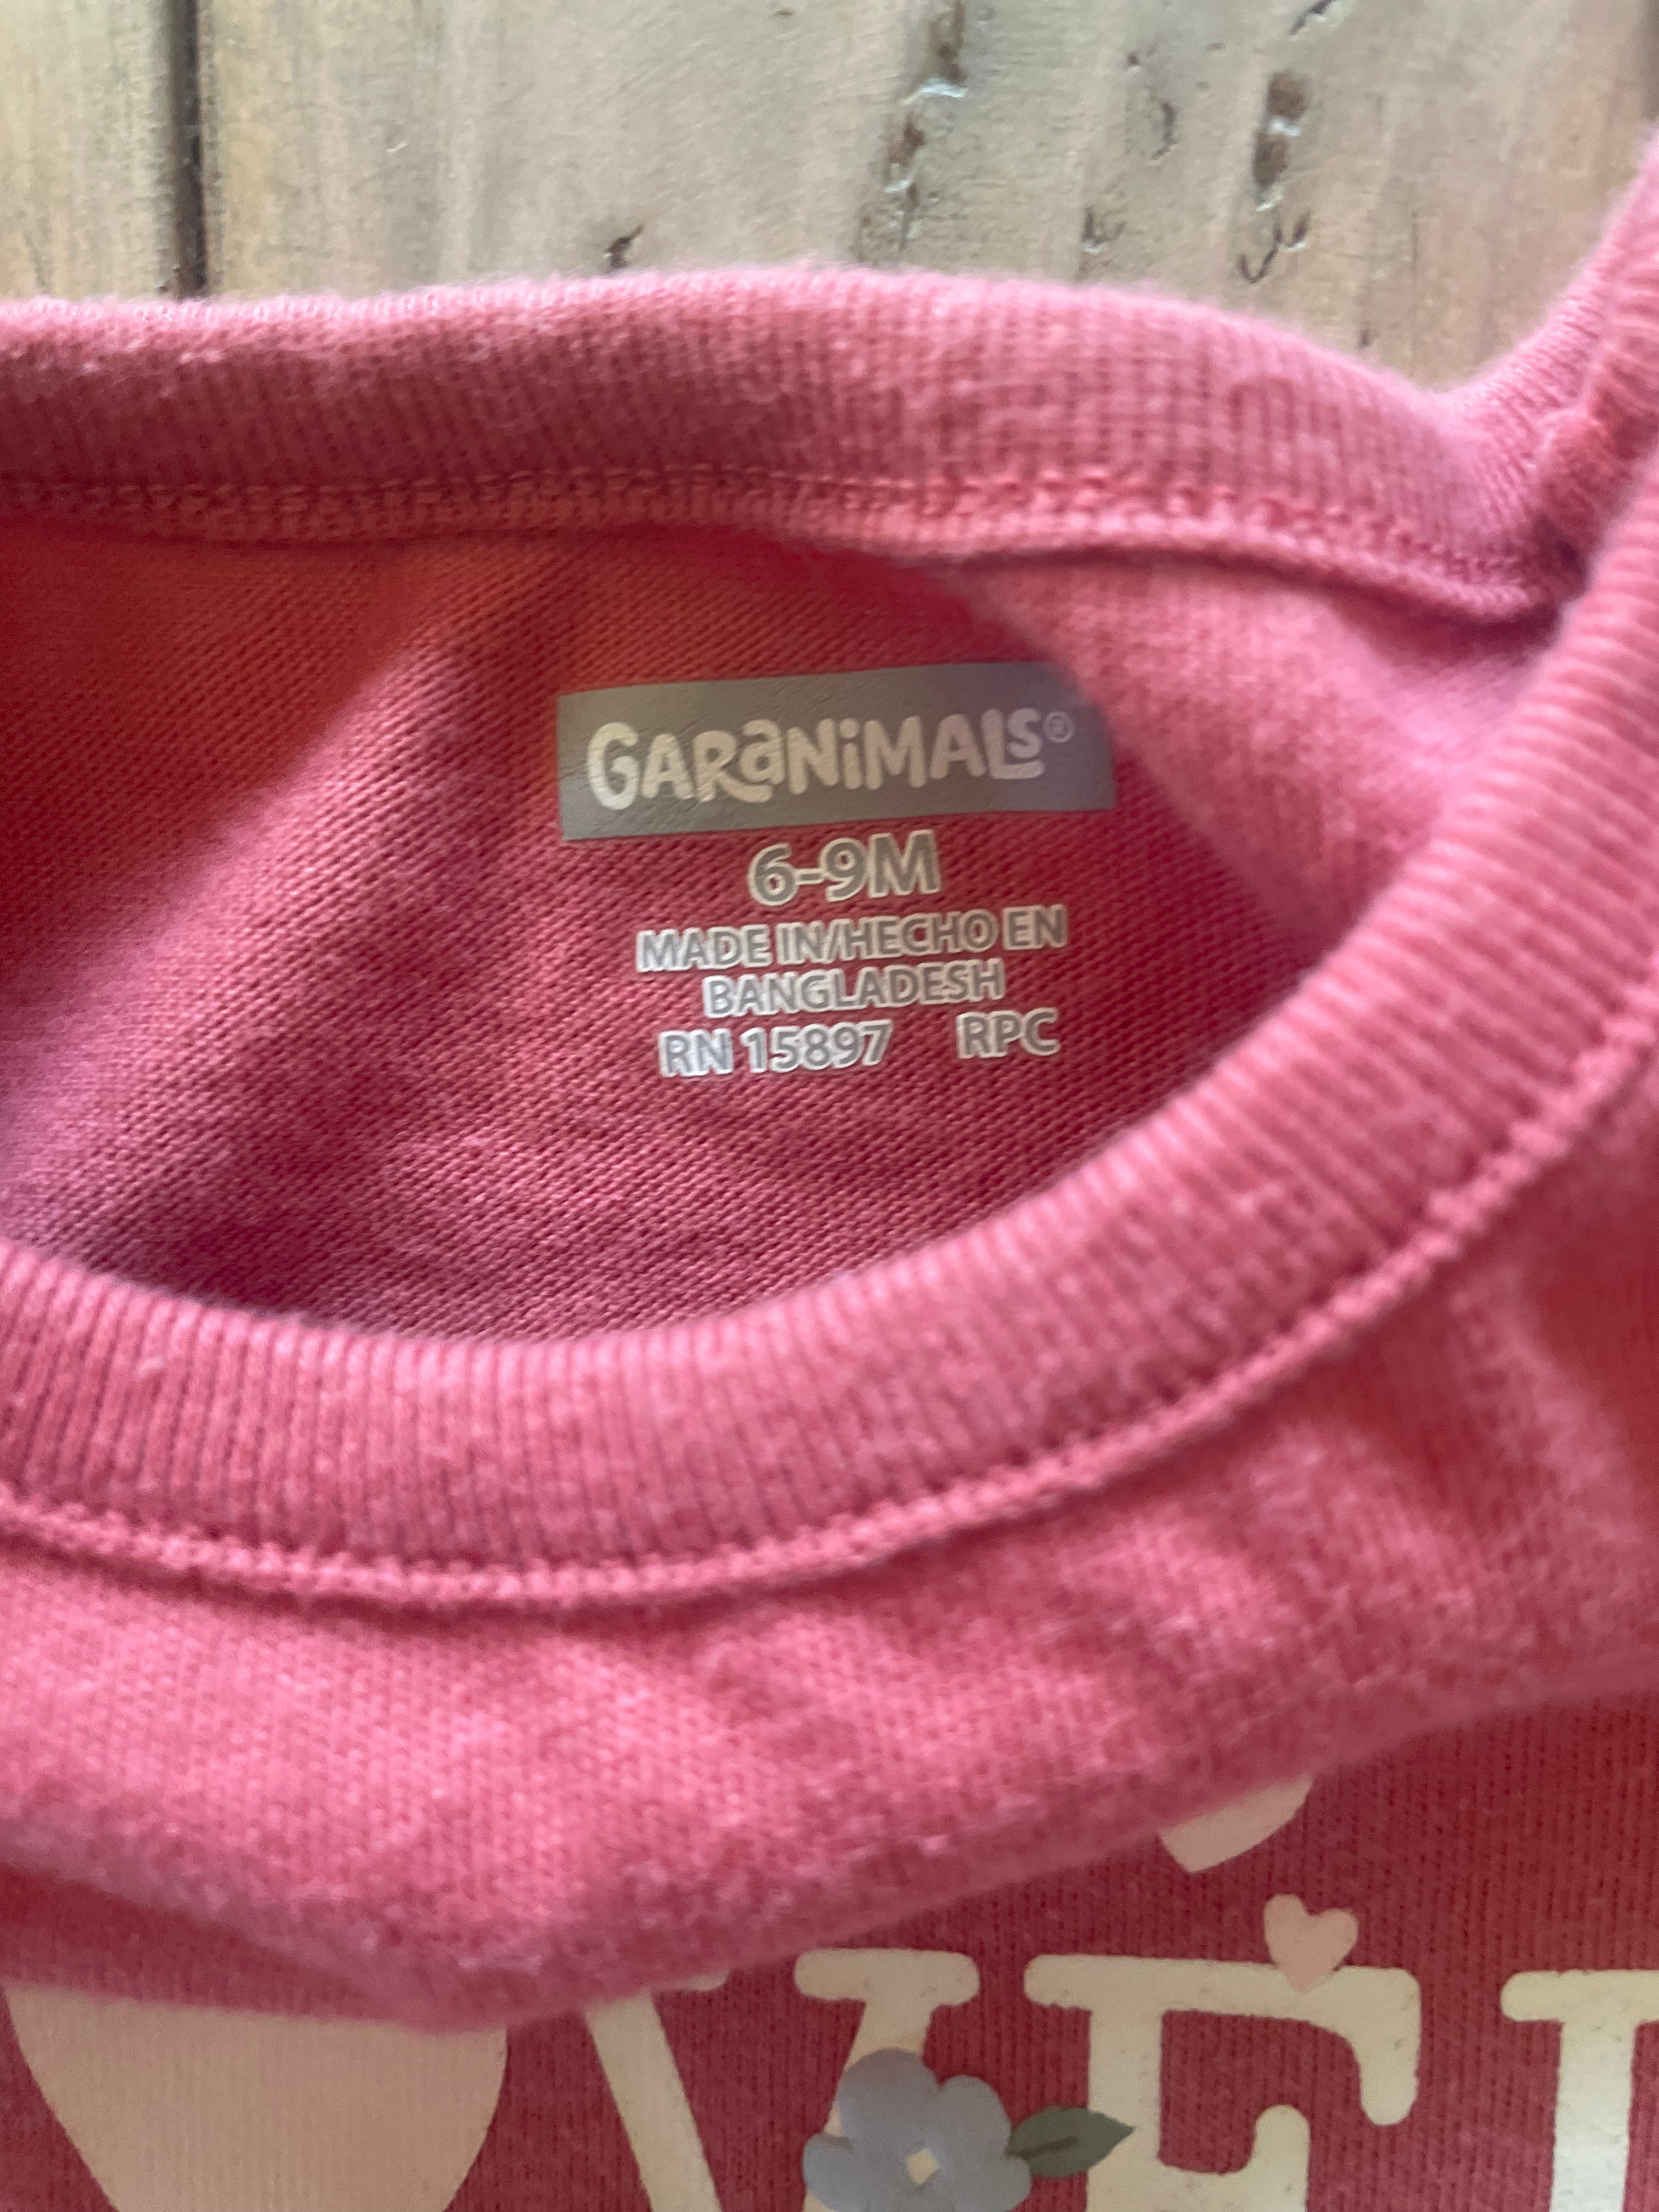 GARANIMALS®
6-9M
MADE IN/HECHO EN
BANGLADESH
RN 15897 RPC